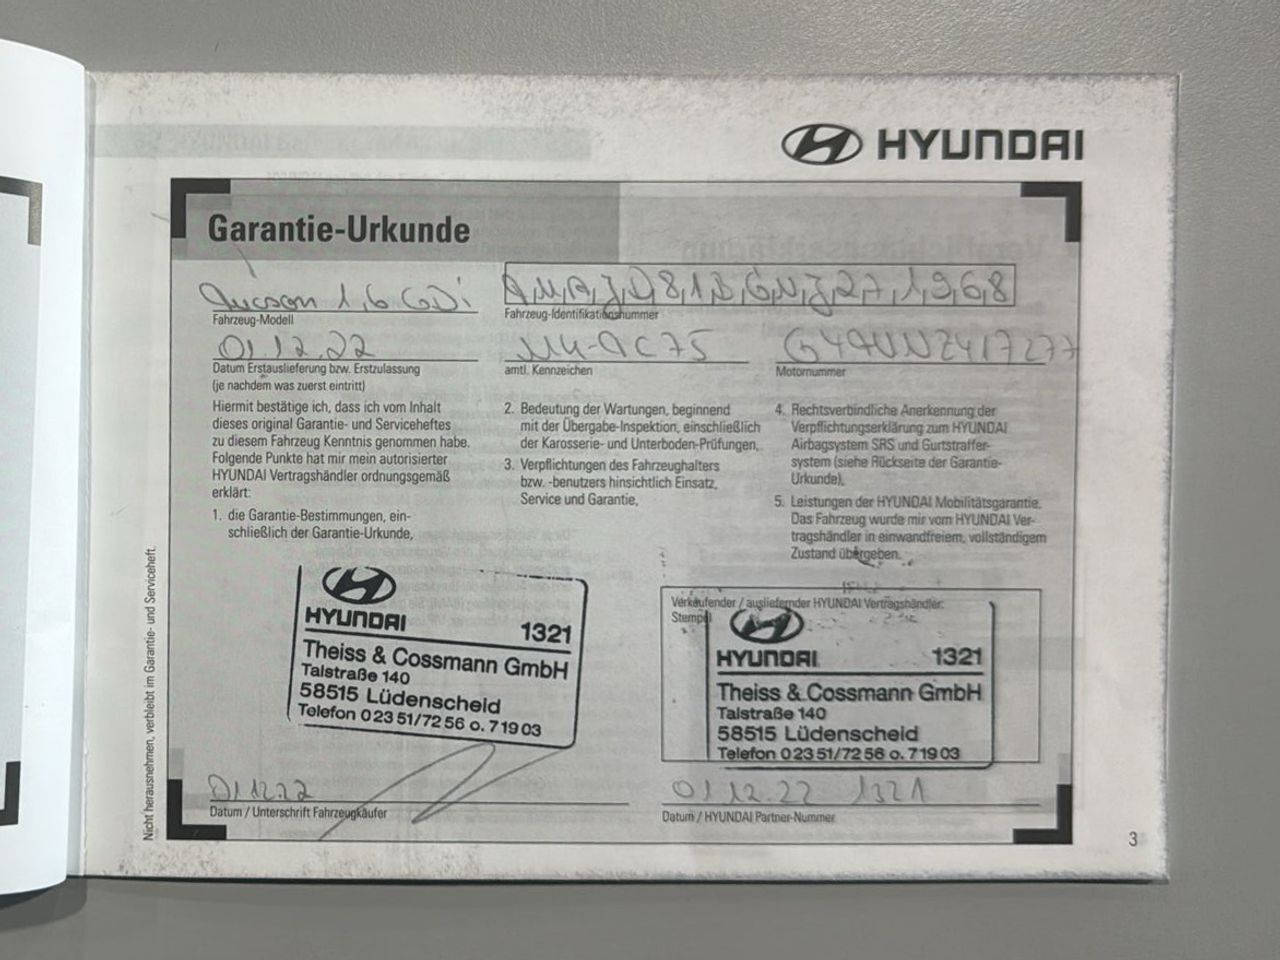 HYUNDAI
Garantie-Urkunde
Tucson 1,6 GDi
Fahrzeug-Modell
Fahrzeug-Identifikationsnummer
01.12.22
Datum Erstauslieferung bzw. Erstzulassung
(je nachdem was zuerst eintritt)
amtl. Kennzeichen
Motornummer
Hiermit bestätige ich, dass ich vom Inhalt
dieses original Garantie- und Serviceheftes
zu diesem Fahrzeug Kenntnis genommen habe.
Folgende Punkte hat mir mein autorisierter
HYUNDAI Vertragshändler ordnungsgemäß
erklärt:
1. die Garantie-Bestimmungen, ein-
schließlich der Garantie-Urkunde,
2. Bedeutung der Wartungen, beginnend
mit der Übergabe-Inspektion, einschließlich
der Karosserie- und Unterboden-Prüfungen,
3. Verpflichtungen des Fahrzeughalters
bzw. -benutzers hinsichtlich Einsatz,
Service und Garantie,
4. Rechtsverbindliche Anerkennung der
Verpflichtungserklärung zum HYUNDAI
Airbagsystem SRS und Gurtstraffer-
system (siehe Rückseite der Garantie-
Urkunde),
5. Leistungen der HYUNDAI Mobilitätsgarantie.
Das Fahrzeug wurde mir vom HYUNDAI Ver-
tragshändler in einwandfreiem, vollständigem
Zustand übergeben.
HYUNDAI 1321
Theiss & Cossmann GmbH
Talstraße 140
58515 Lüdenscheid
Telefon 0 23 51/72 56 o. 7 19 03
Verkaufender / ausliefernder HYUNDAI Vertragshändler:
Stempel
HYUNDAI 1321
Theiss & Cossmann GmbH
Talstraße 140
58515 Lüdenscheid
Telefon 0 23 51/72 56 o. 7 19 03
Datum / Unterschrift Fahrzeugkäufer
01.12.22 1321
Datum / HYUNDAI Partner-Nummer
Nicht herausnehmen, verbleibt im Garantie- und Serviceheft.
3